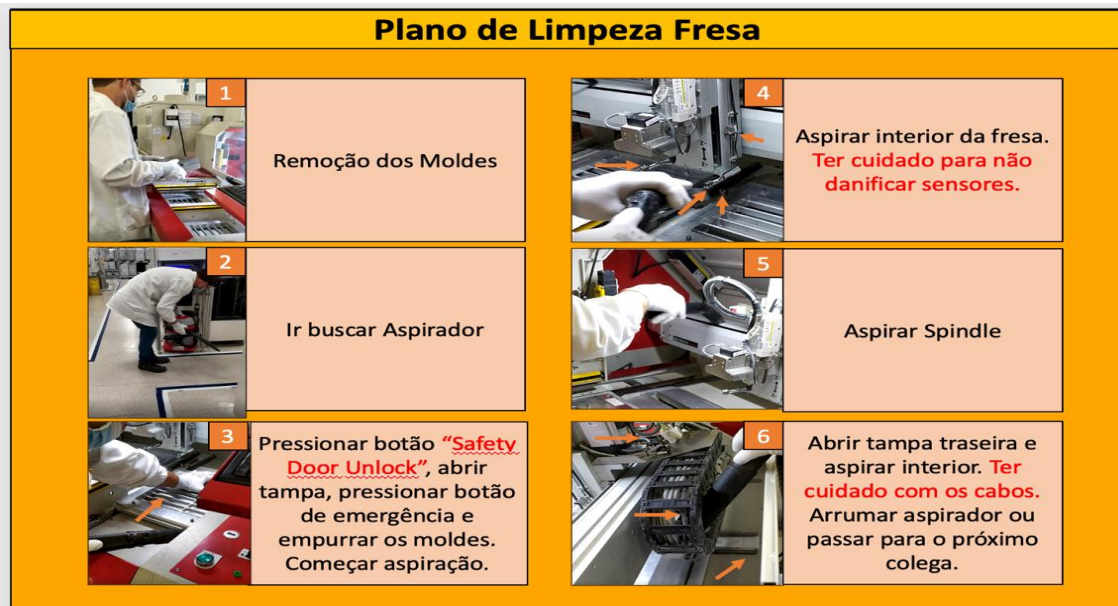 Plano de Limpeza Fresa
1
Remoção dos Moldes
2
Ir buscar Aspirador
3
Pressionar botão “Safety
Door Unlock”, abrir
tampa, pressionar botão
de emergência e
empurrar os moldes.
Começar aspiração.
4
Aspirar interior da fresa.
Ter cuidado para não
danificar sensores.
5
Aspirar Spindle
6
Abrir tampa traseira e
aspirar interior. Ter
cuidado com os cabos.
Arrumar aspirador ou
passar para o próximo
colega.